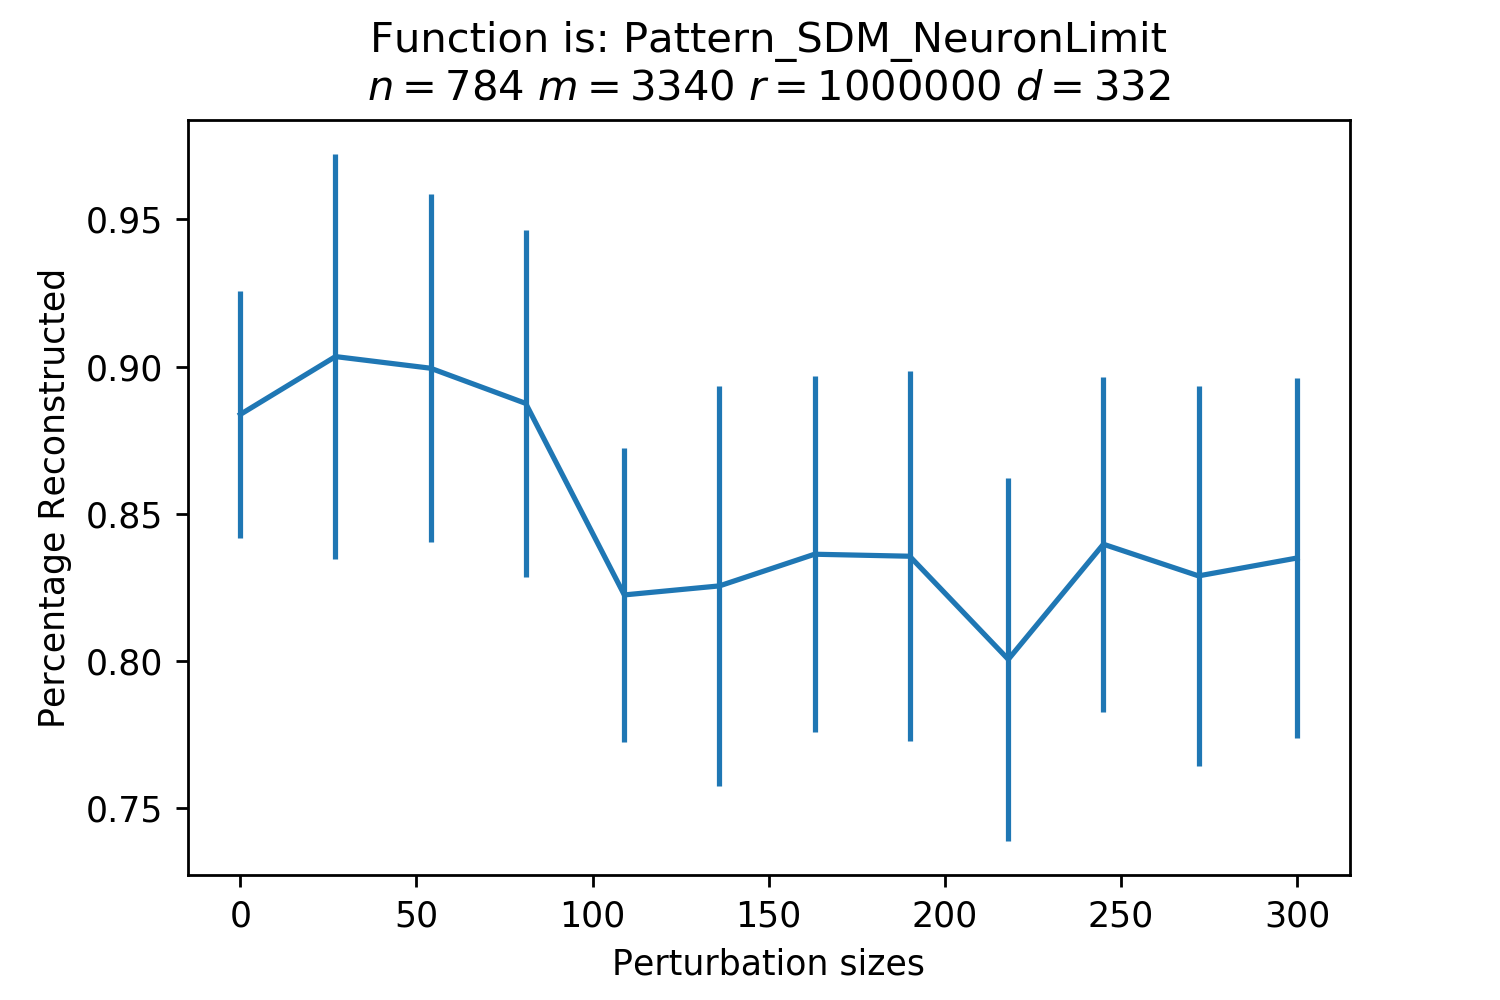 Function is: Pattern_SDM_NeuronLimit
n = 784 m = 3340 r = 1000000 d = 332
Percentage Reconstructed
0.95
0.90
0.85
0.80
0.75
0 50 100 150 200 250 300
Perturbation sizes